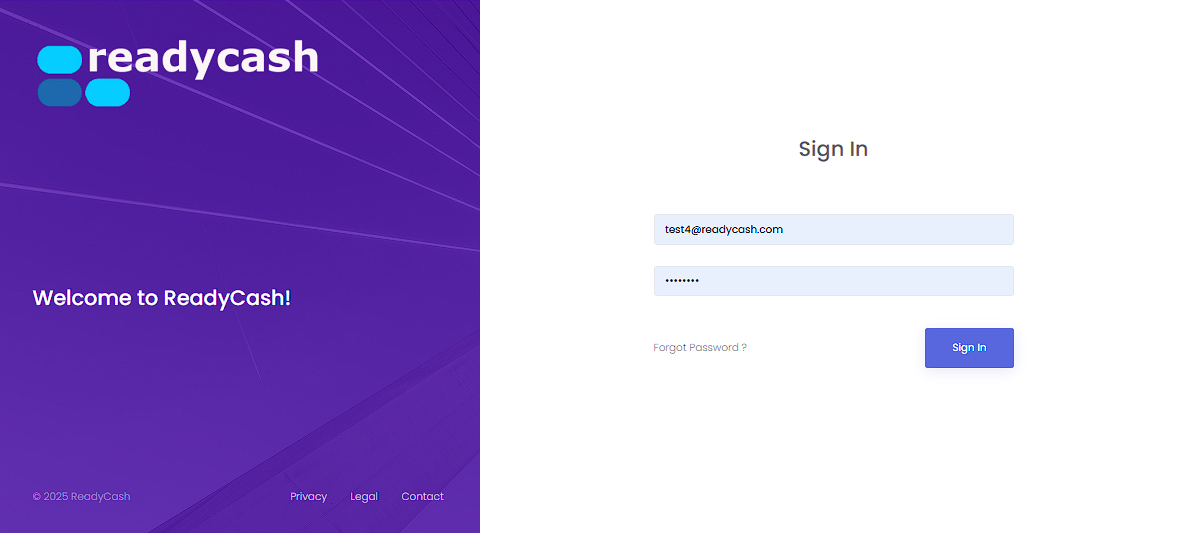 readycash
Welcome to ReadyCash!
© 2025 ReadyCash
Privacy Legal Contact
Sign In
test4@readycash.com
••••••••
Forgot Password ?
Sign In